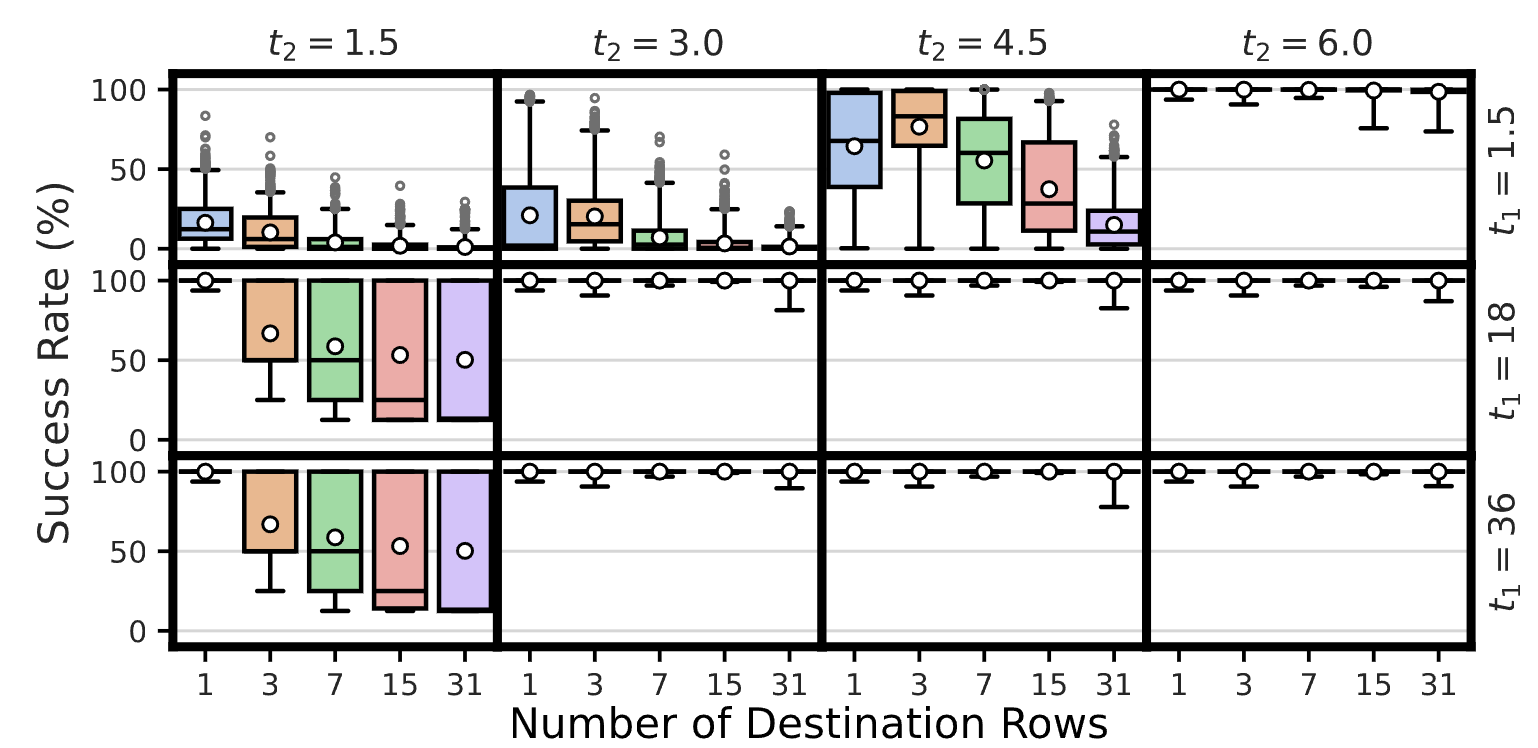 t₂ = 1.5 t₂ = 3.0 t₂ = 4.5 t₂ = 6.0
Success Rate (%)
100
50
0
t₁ = 1.5
100
50
0
t₁ = 18
100
50
0
t₁ = 36
1 3 7 15 31 1 3 7 15 31 1 3 7 15 31 1 3 7 15 31
Number of Destination Rows